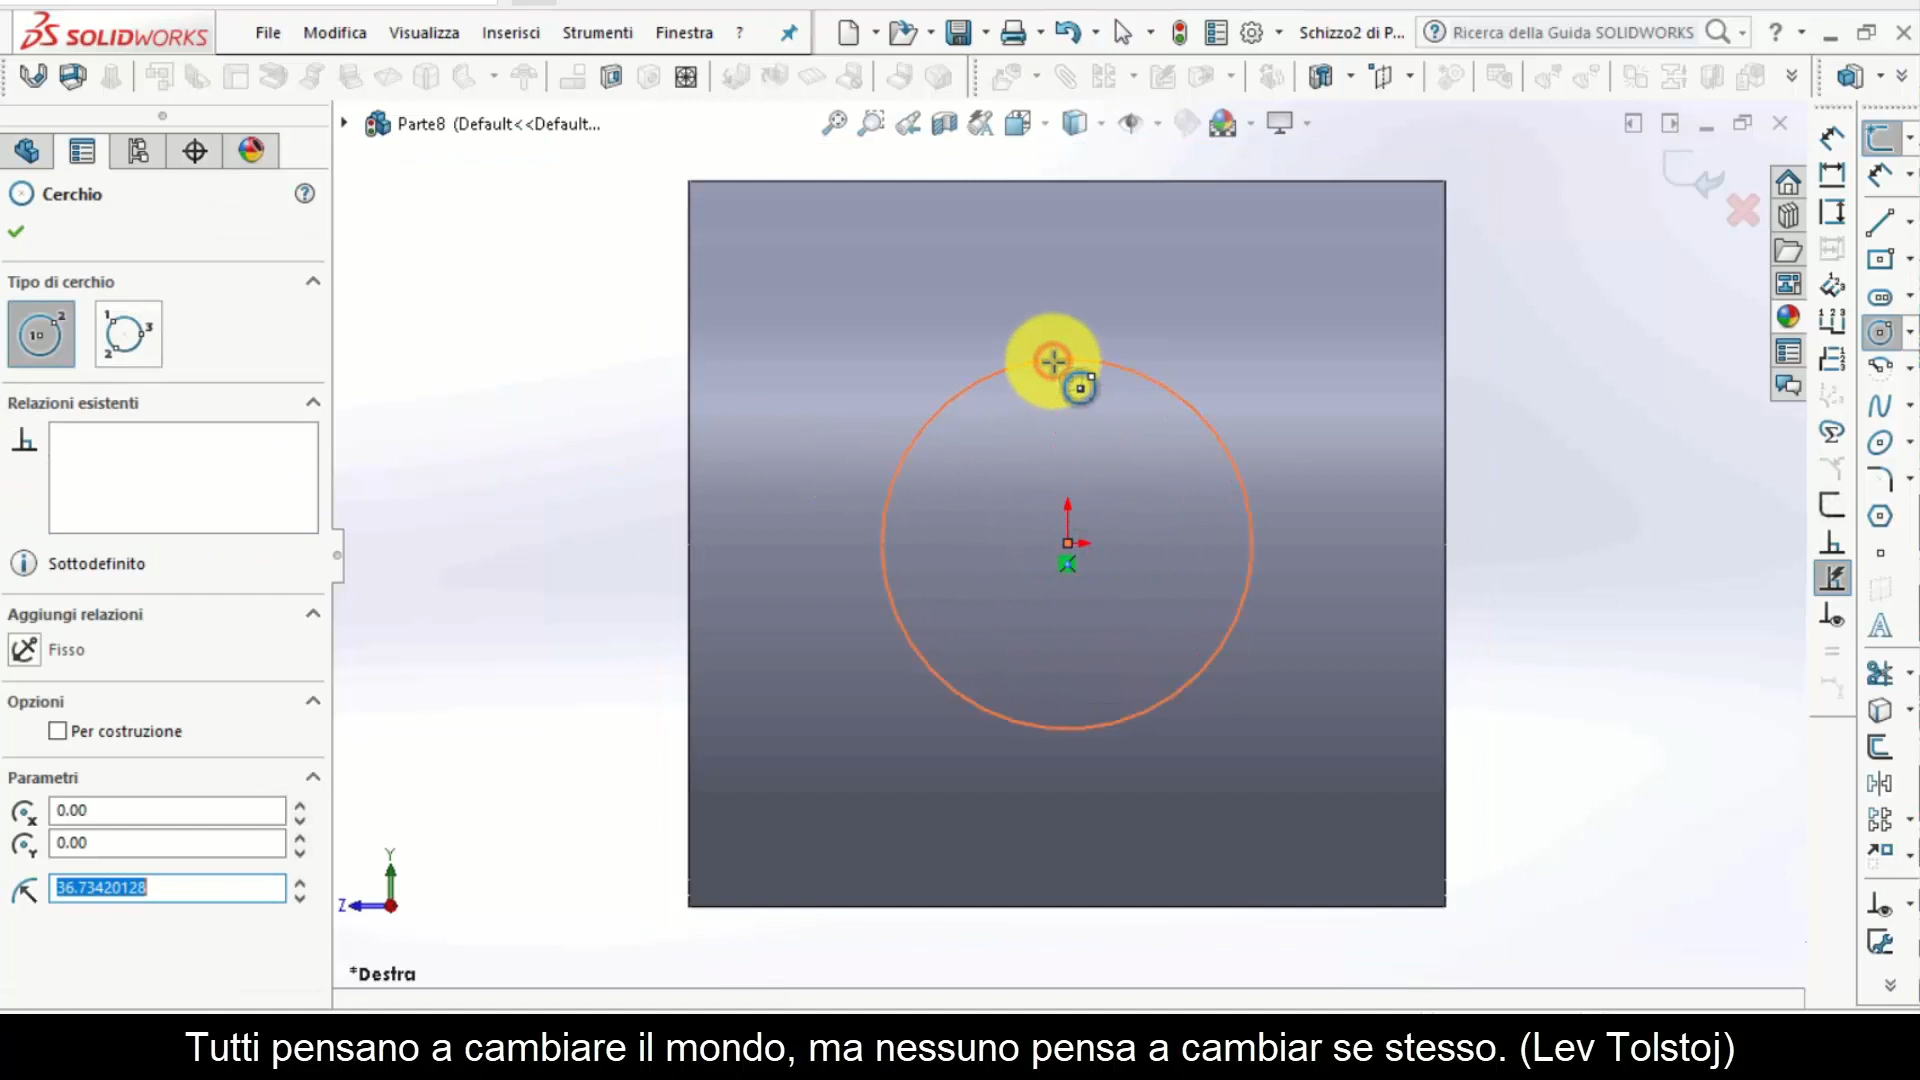 SOLIDWORKS
File Modifica Visualizza Inserisci Strumenti Finestra ?
Schizzo2 di P...
Ricerca della Guida SOLIDWORKS
Parte8 (Default<<Default...
Cerchio
Tipo di cerchio
Relazioni esistenti
Sottodefinito
Aggiungi relazioni
Fisso
Opzioni
Per costruzione
Parametri
0.00
0.00
36.73420128
Y
Z
*Destra
Tutti pensano a cambiare il mondo, ma nessuno pensa a cambiar se stesso. (Lev Tolstoj)